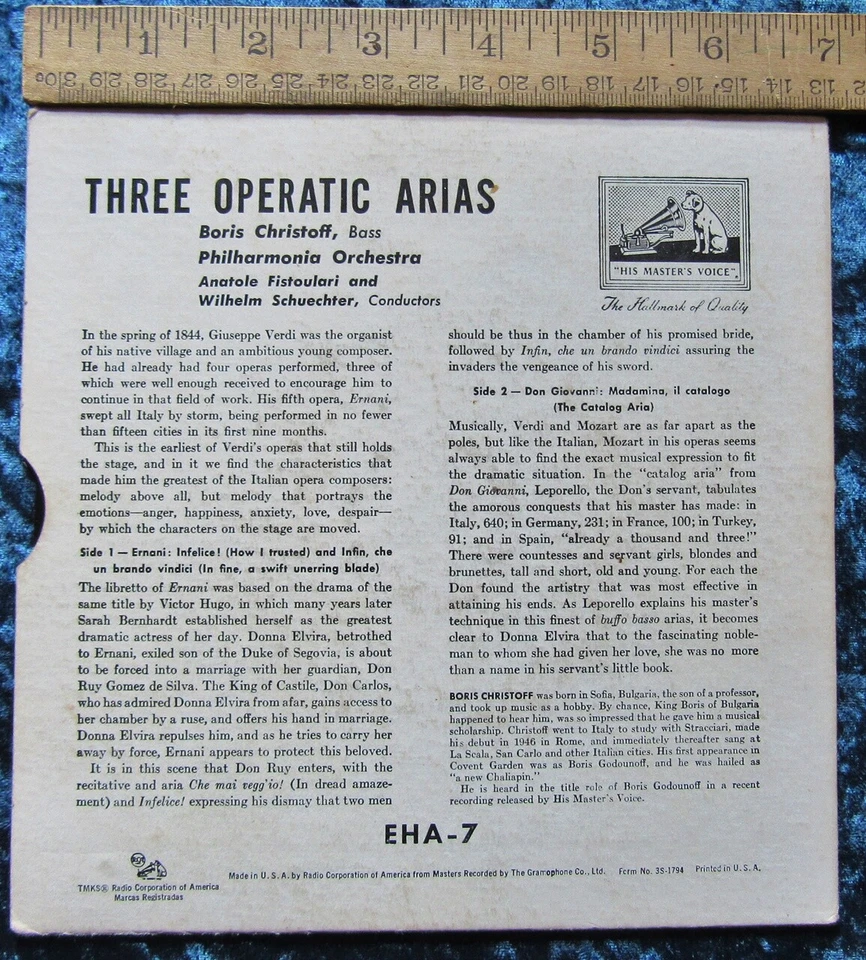 1 2 3 4 5 6 7
30 29 28 27 26 25 24 23 22 21 20 19 18 17 16 15 14 13 12
THREE OPERATIC ARIAS
Boris Christoff, Bass
Philharmonia Orchestra
Anatole Fistoulari and
Wilhelm Schuechter, Conductors
"HIS MASTER'S VOICE"
The Hallmark of Quality
In the spring of 1844, Giuseppe Verdi was the organist
of his native village and an ambitious young composer.
He had already had four operas performed, three of
which were well enough received to encourage him to
continue in that field of work. His fifth opera, Ernani,
swept all Italy by storm, being performed in no fewer
than fifteen cities in its first nine months.
This is the earliest of Verdi's operas that still holds
the stage, and in it we find the characteristics that
made him the greatest of the Italian opera composers:
melody above all, but melody that portrays the
emotions—anger, happiness, anxiety, love, despair—
by which the characters on the stage are moved.
Side 1 — Ernani: Infelice! (How I trusted) and Infin, che
un brando vindici (In fine, a swift unerring blade)
The libretto of Ernani was based on the drama of the
same title by Victor Hugo, in which many years later
Sarah Bernhardt established herself as the greatest
dramatic actress of her day. Donna Elvira, betrothed
to Ernani, exiled son of the Duke of Segovia, is about
to be forced into a marriage with her guardian, Don
Ruy Gomez de Silva. The King of Castile, Don Carlos,
who has admired Donna Elvira from afar, gains access to
her chamber by a ruse, and offers his hand in marriage.
Donna Elvira repulses him, and as he tries to carry her
away by force, Ernani appears to protect this beloved.
It is in this scene that Don Ruy enters, with the
recitative and aria Che mai vegg'io! (In dread amaze-
ment) and Infelice! expressing his dismay that two men
should be thus in the chamber of his promised bride,
followed by Infin, che un brando vindici assuring the
invaders the vengeance of his sword.
Side 2 — Don Giovanni: Madamina, il catalogo
(The Catalog Aria)
Musically, Verdi and Mozart are as far apart as the
poles, but like the Italian, Mozart in his operas seems
always able to find the exact musical expression to fit
the dramatic situation. In the "catalog aria" from
Don Giovanni, Leporello, the Don's servant, tabulates
the amorous conquests that his master has made: in
Italy, 640; in Germany, 231; in France, 100; in Turkey,
91; and in Spain, "already a thousand and three!"
There were countesses and servant girls, blondes and
brunettes, tall and short, old and young. For each the
Don found the artistry that was most effective in
attaining his ends. As Leporello explains his master's
technique in this finest of buffo basso arias, it becomes
clear to Donna Elvira that to the fascinating noble-
man to whom she had given her love, she was no more
than a name in his servant's little book.
BORIS CHRISTOFF was born in Sofia, Bulgaria, the son of a professor,
and took up music as a hobby. By chance, King Boris of Bulgaria
happened to hear him, was so impressed that he gave him a musical
scholarship. Christoff went to Italy to study with Stracciari, made
his debut in 1946 in Rome, and immediately thereafter sang at
La Scala, San Carlo and other Italian cities. His first appearance in
Covent Garden was as Boris Godounoff, and he was hailed as
"a new Chaliapin."
He is heard in the title role of Boris Godounoff in a recent
recording released by His Master's Voice.
EHA-7
RCA
TMKS® Radio Corporation of America
Marcas Registradas
Made in U. S. A. by Radio Corporation of America from Masters Recorded by The Gramophone Co., Ltd. Form No. 3S-1794 Printed in U. S. A.